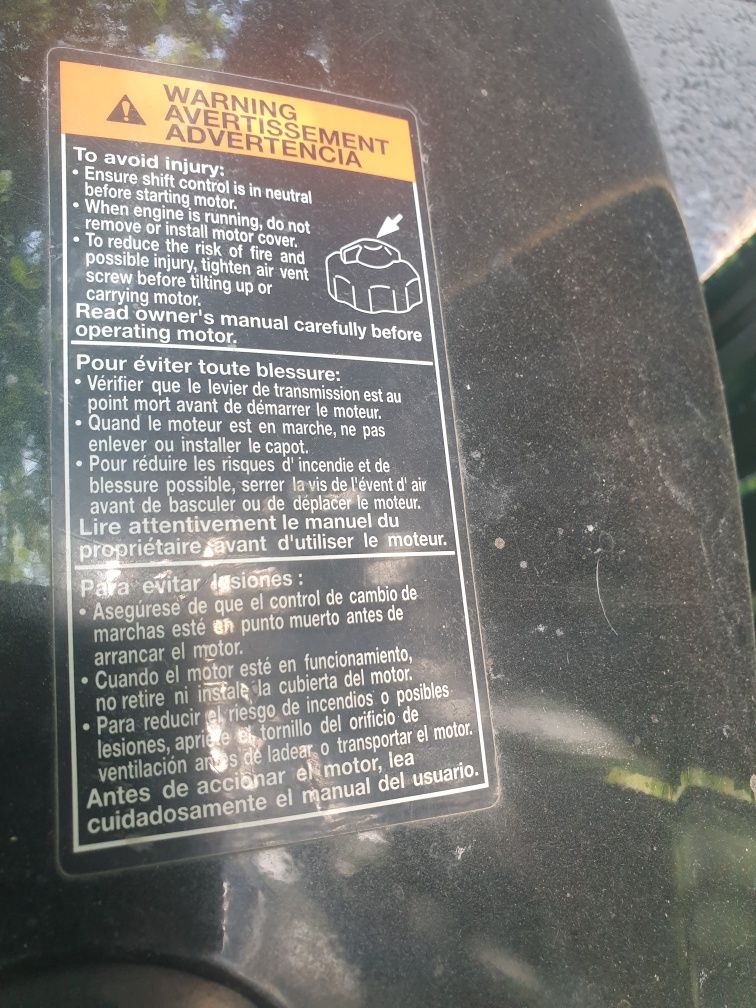 WARNING
AVERTISSEMENT
ADVERTENCIA
To avoid injury:
• Ensure shift control is in neutral
before starting motor.
• When engine is running, do not
remove or install motor cover.
• To reduce the risk of fire and
possible injury, tighten air vent
screw before tilting up or
carrying motor.
Read owner's manual carefully before
operating motor.
Pour éviter toute blessure:
• Vérifier que le levier de transmission est au
point mort avant de démarrer le moteur.
• Quand le moteur est en marche, ne pas
enlever ou installer le capot.
• Pour réduire les risques d' incendie et de
blessure possible, serrer la vis de l'évent d' air
avant de basculer ou de déplacer le moteur.
Lire attentivement le manuel du
propriétaire avant d'utiliser le moteur.
Para evitar lesiones :
• Asegúrese de que el control de cambio de
marchas esté en punto muerto antes de
arrancar el motor.
• Cuando el motor esté en funcionamiento,
no retire ni instale la cubierta del motor.
• Para reducir el riesgo de incendios o posibles
lesiones, apriete el tornillo del orificio de
ventilación antes de ladear o transportar el motor.
Antes de accionar el motor, lea
cuidadosamente el manual del usuario.